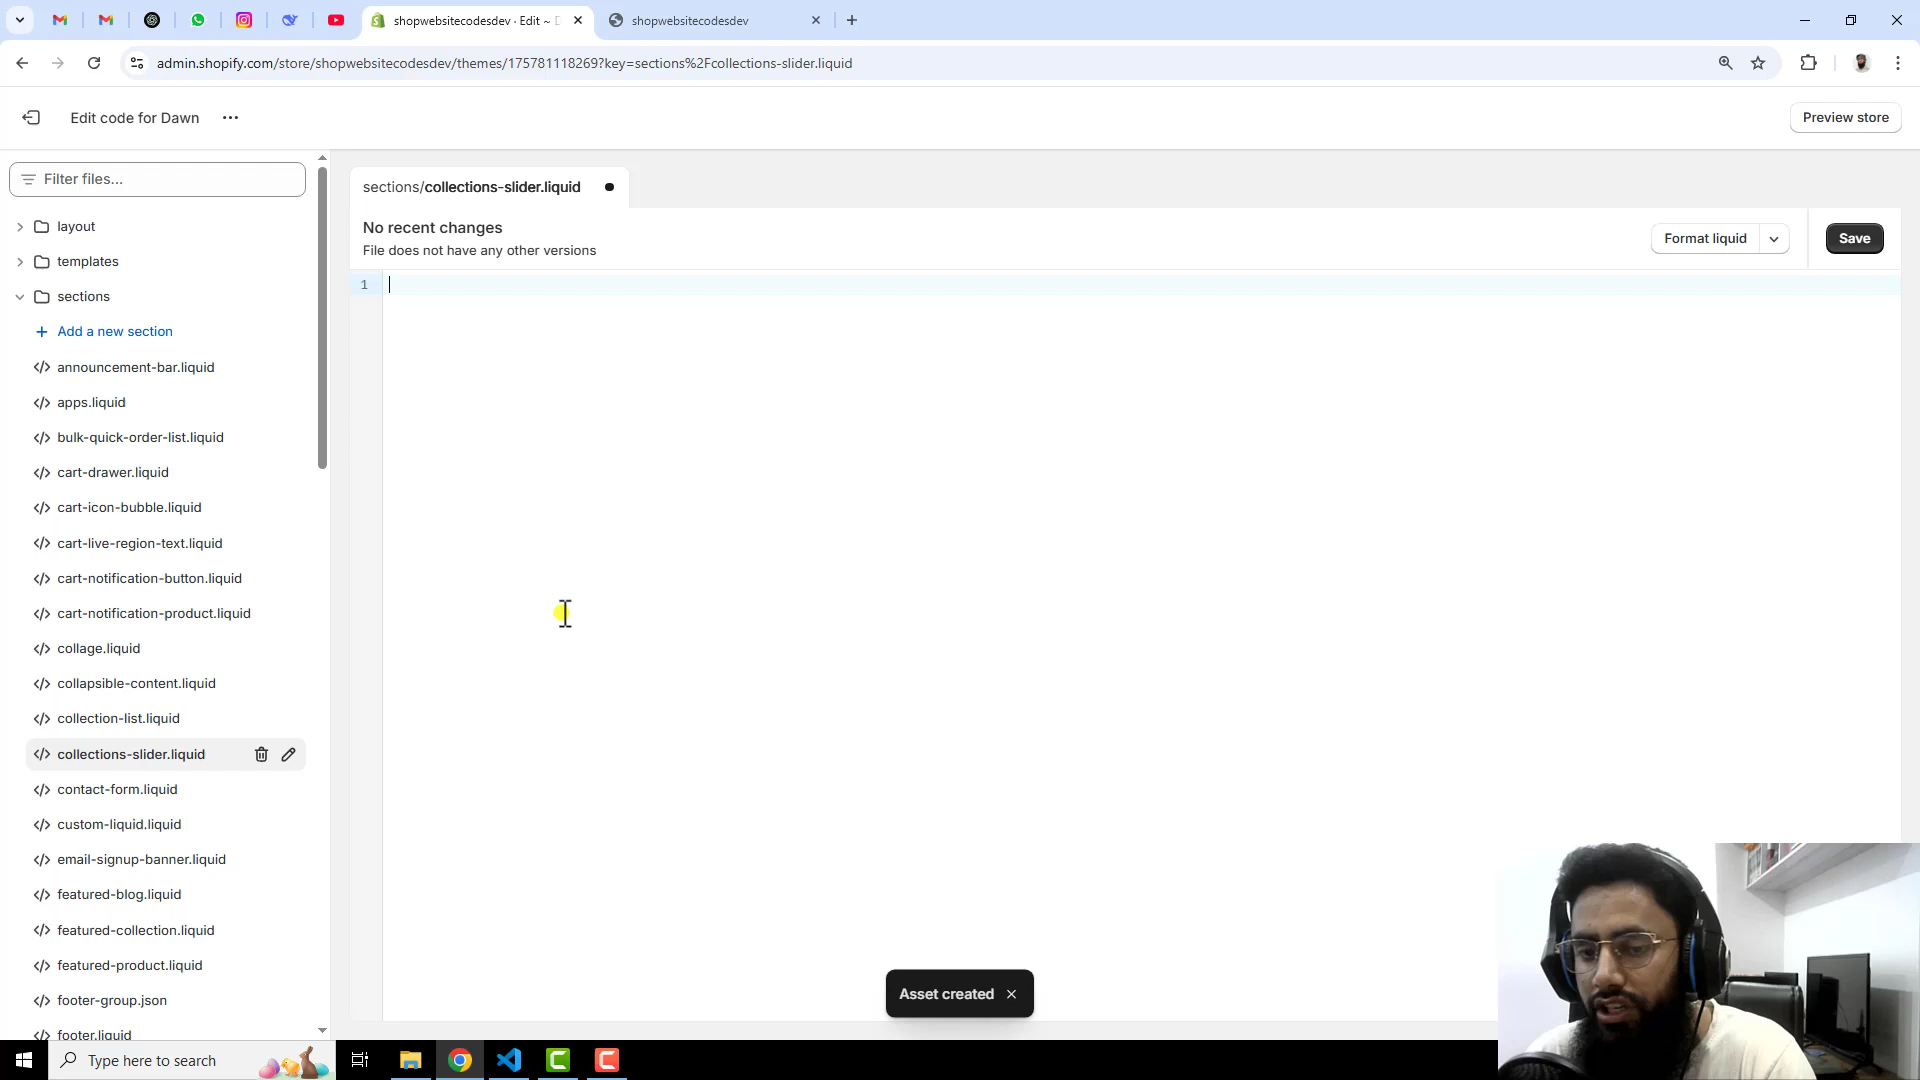 shopwebsitecodesdev · Edit ~ D
shopwebsitecodesdev
admin.shopify.com/store/shopwebsitecodesdev/themes/175781118269?key=sections%2Fcollections-slider.liquid
Edit code for Dawn
Preview store
Filter files...
layout
templates
sections
Add a new section
announcement-bar.liquid
apps.liquid
bulk-quick-order-list.liquid
cart-drawer.liquid
cart-icon-bubble.liquid
cart-live-region-text.liquid
cart-notification-button.liquid
cart-notification-product.liquid
collage.liquid
collapsible-content.liquid
collection-list.liquid
collections-slider.liquid
contact-form.liquid
custom-liquid.liquid
email-signup-banner.liquid
featured-blog.liquid
featured-collection.liquid
featured-product.liquid
footer-group.json
footer.liquid
sections/collections-slider.liquid
No recent changes
File does not have any other versions
Format liquid
Save
1
Asset created
Type here to search